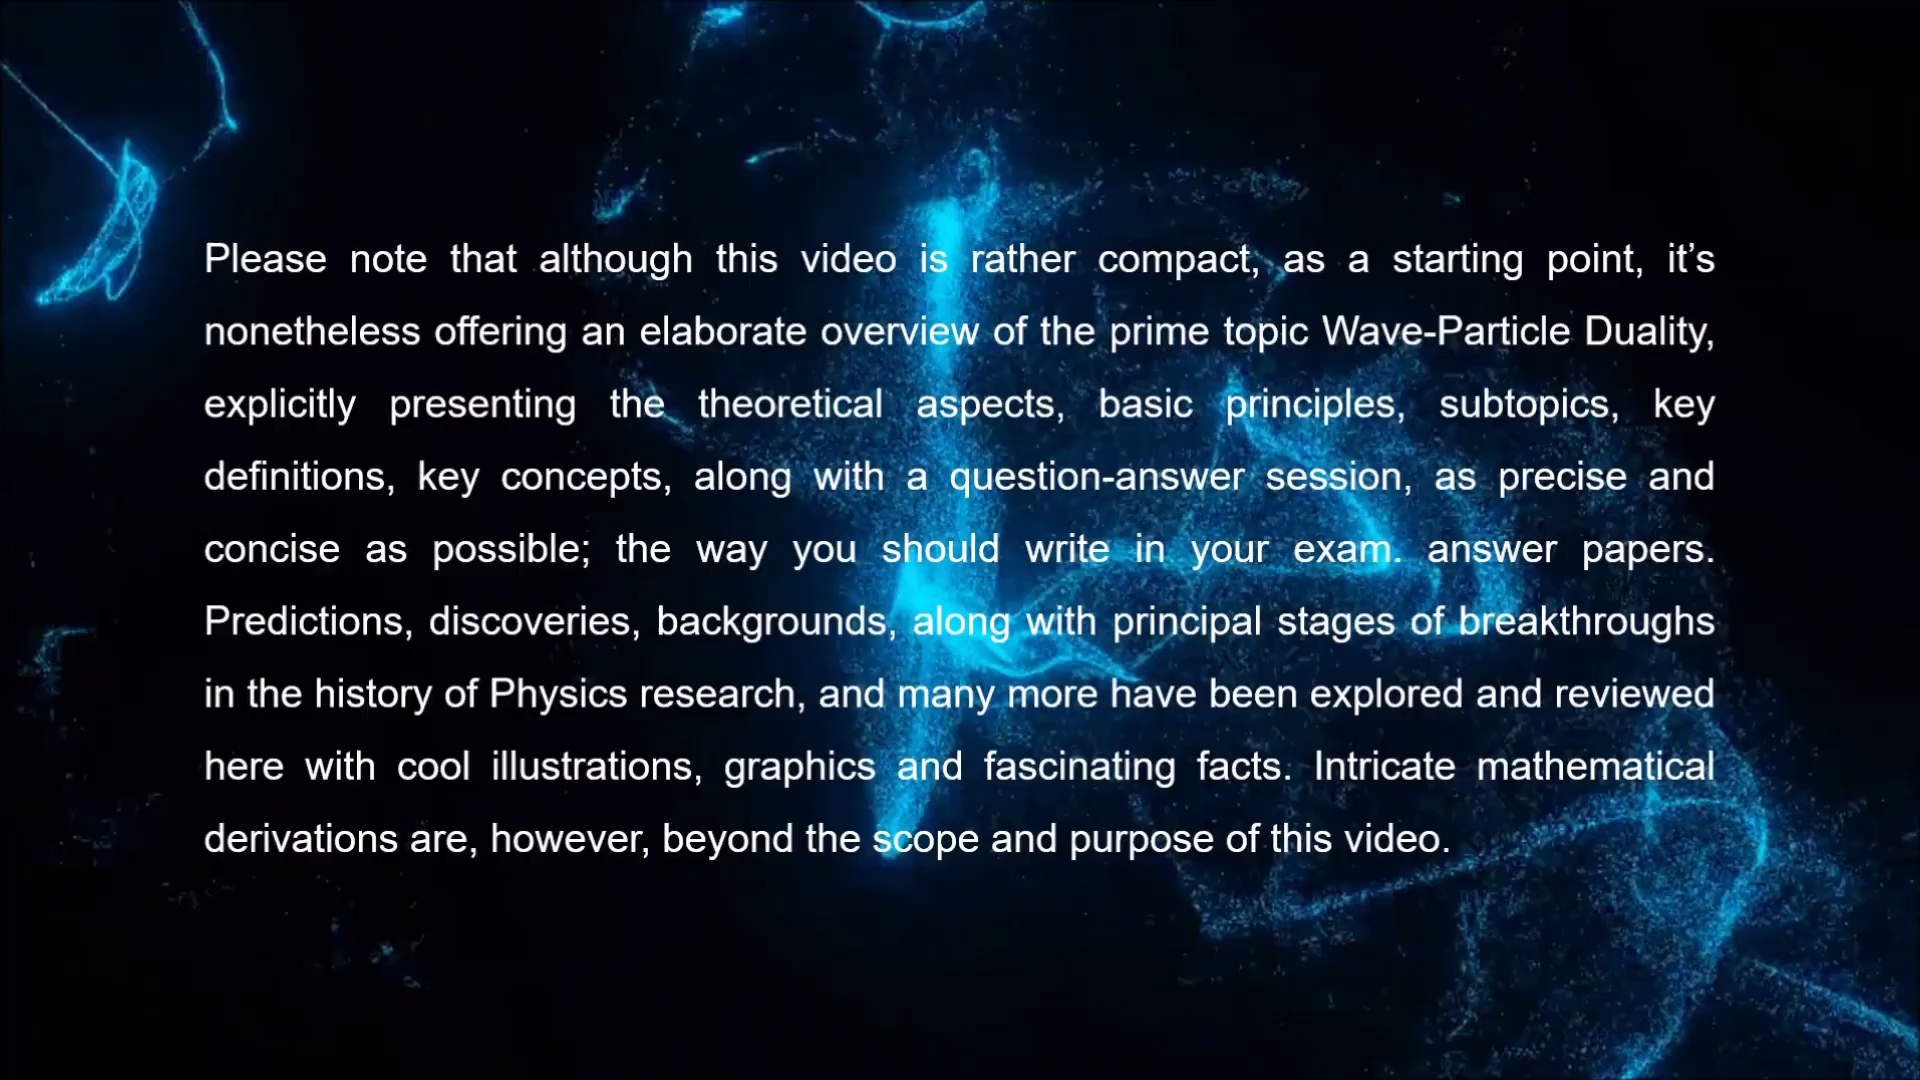 Please note that although this video is rather compact, as a starting point, it’s
nonetheless offering an elaborate overview of the prime topic Wave-Particle Duality,
explicitly presenting the theoretical aspects, basic principles, subtopics, key
definitions, key concepts, along with a question-answer session, as precise and
concise as possible; the way you should write in your exam. answer papers.
Predictions, discoveries, backgrounds, along with principal stages of breakthroughs
in the history of Physics research, and many more have been explored and reviewed
here with cool illustrations, graphics and fascinating facts. Intricate mathematical
derivations are, however, beyond the scope and purpose of this video.